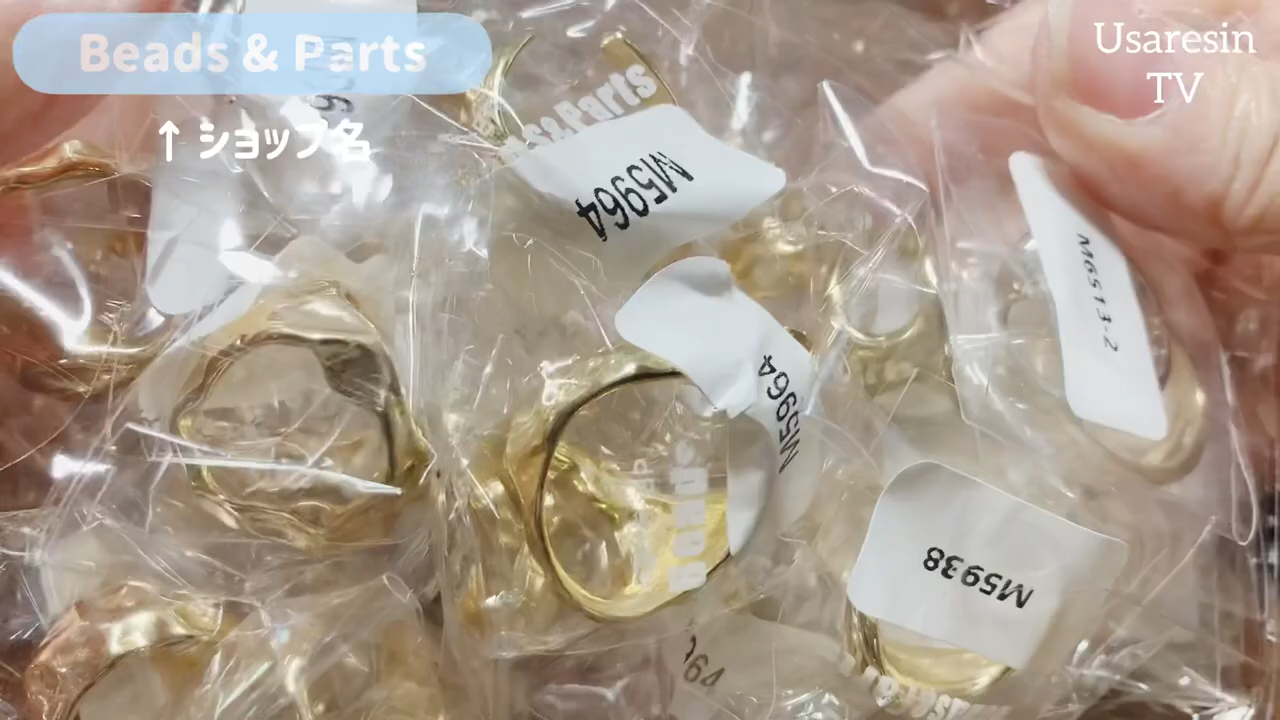 Beads & Parts
Usaresin
TV
↑ショップ名
M5964
M6513-2
M5964
M5938